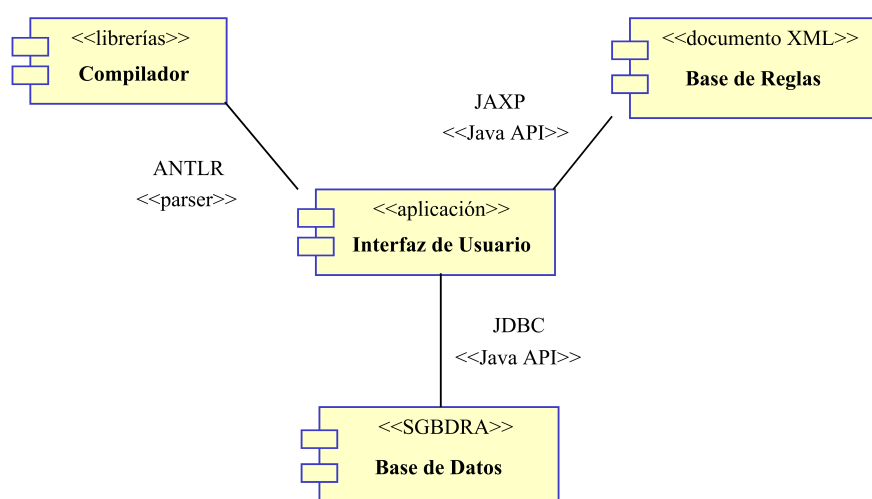 <<librerías>>
Compilador
<<documento XML>>
Base de Reglas
JAXP
<<Java API>>
ANTLR
<<parser>>
<<aplicación>>
Interfaz de Usuario
JDBC
<<Java API>>
<<SGBDRA>>
Base de Datos